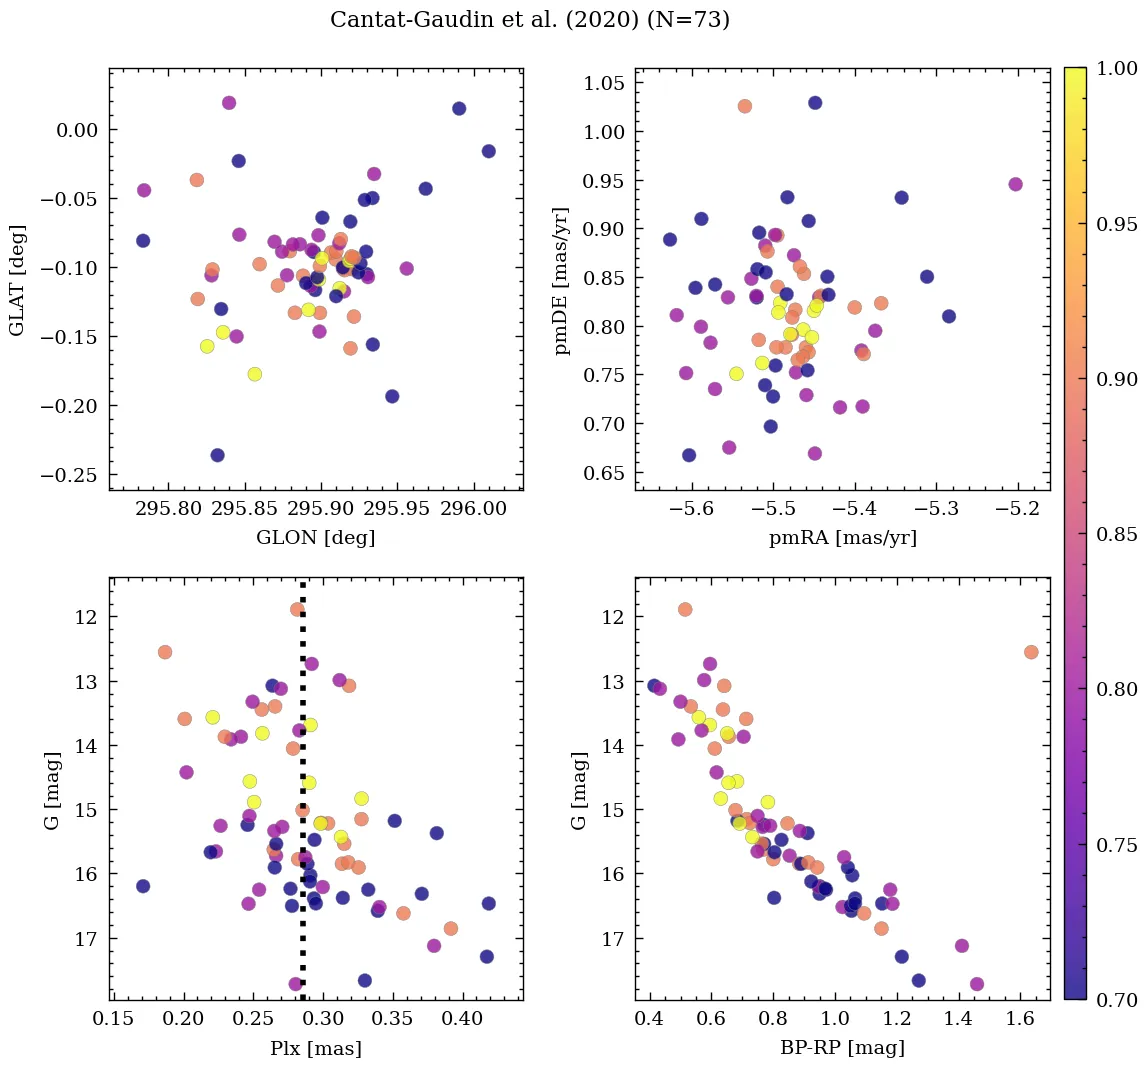 Cantat-Gaudin et al. (2020) (N=73)
0.00
−0.05
−0.10
−0.15
−0.20
−0.25
GLAT [deg]
295.80 295.85 295.90 295.95 296.00
GLON [deg]
1.05
1.00
0.95
0.90
0.85
0.80
0.75
0.70
0.65
pmDE [mas/yr]
−5.6 −5.5 −5.4 −5.3 −5.2
pmRA [mas/yr]
12
13
14
15
16
17
G [mag]
0.15 0.20 0.25 0.30 0.35 0.40
Plx [mas]
12
13
14
15
16
17
G [mag]
0.4 0.6 0.8 1.0 1.2 1.4 1.6
BP-RP [mag]
1.00
0.95
0.90
0.85
0.80
0.75
0.70